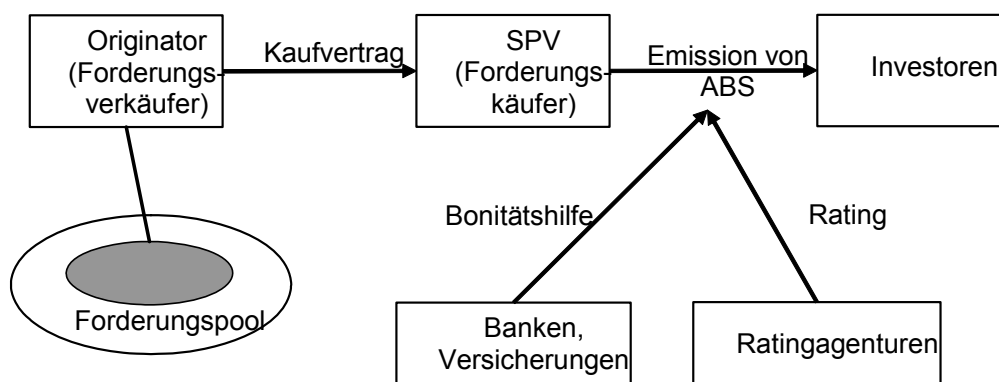 Originator
(Forderungs-
verkäufer)
Kaufvertrag
SPV
(Forderungs-
käufer)
Emission von
ABS
Investoren
Bonitätshilfe
Rating
Forderungspool
Banken,
Versicherungen
Ratingagenturen